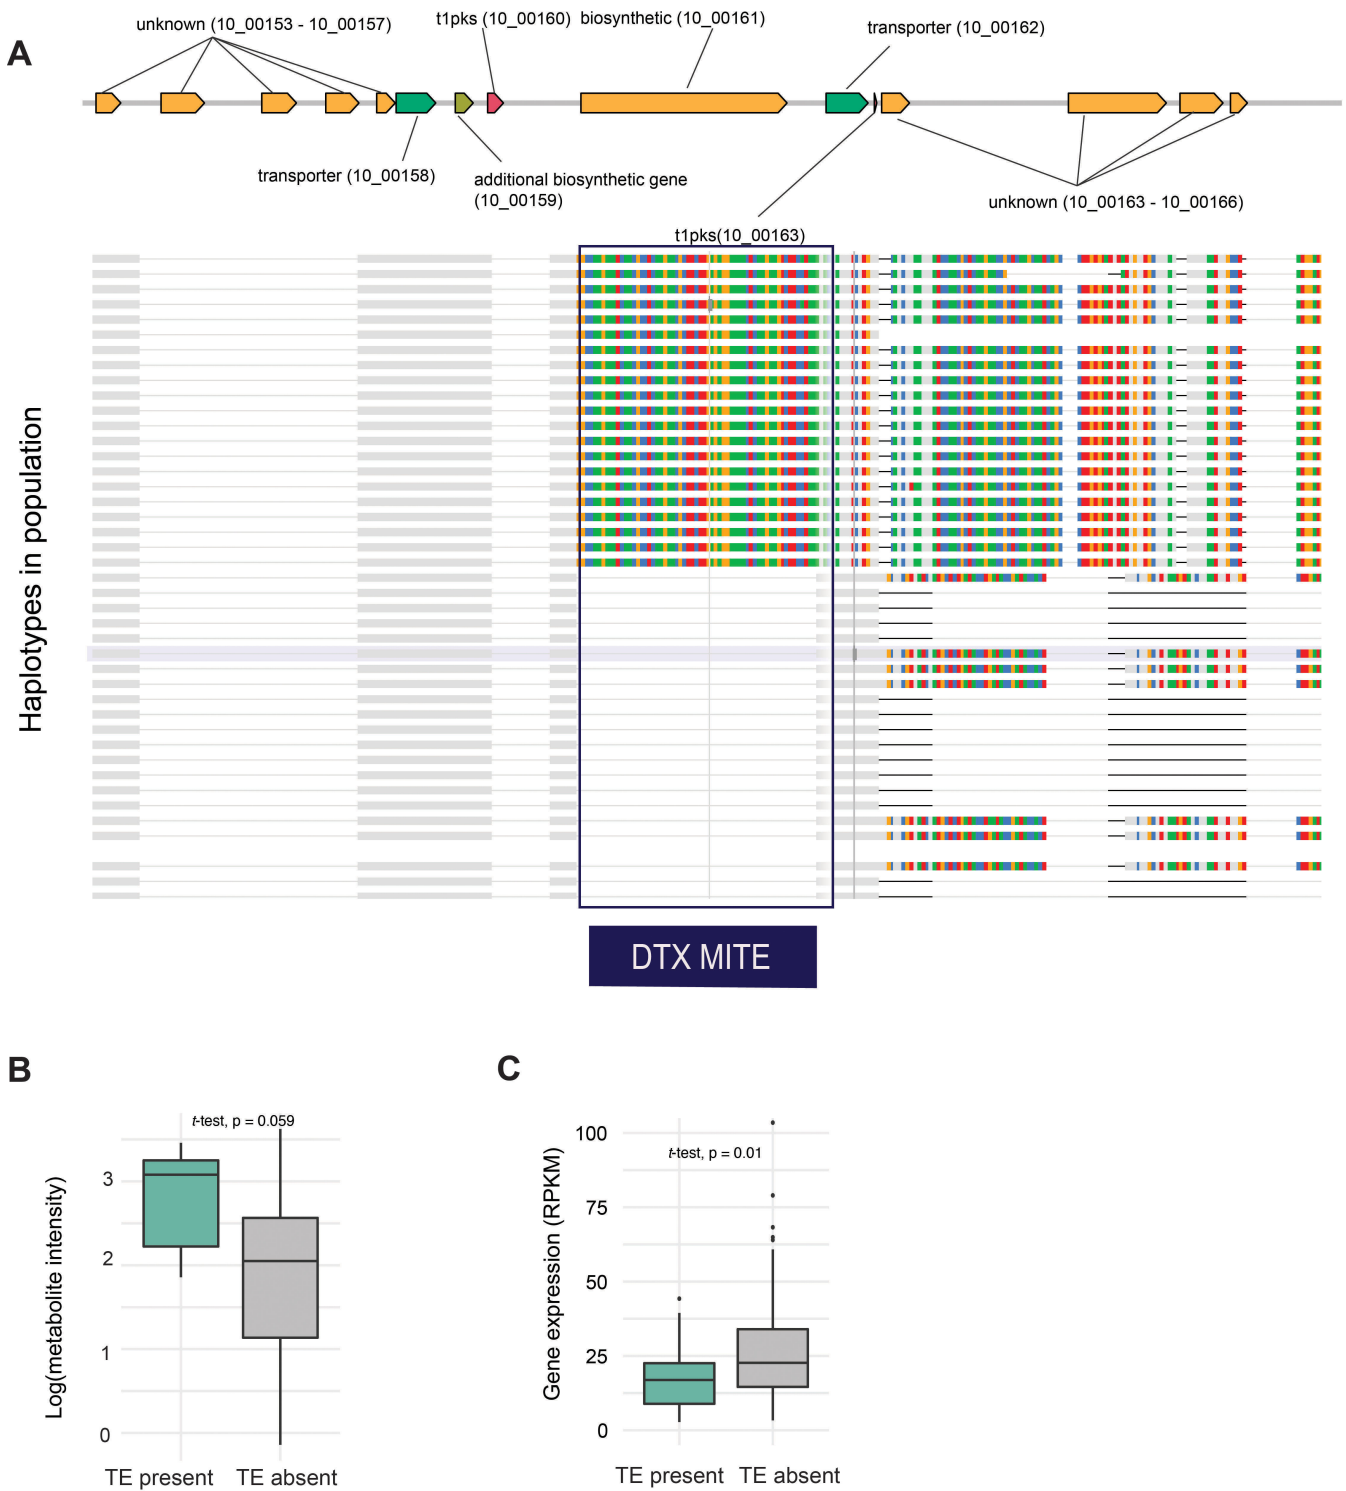 A
unknown (10_00153 - 10_00157)
t1pks (10_00160)
biosynthetic (10_00161)
transporter (10_00162)
transporter (10_00158)
additional biosynthetic gene
(10_00159)
unknown (10_00163 - 10_00166)
t1pks(10_00163)
Haplotypes in population
DTX MITE
B
t-test, p = 0.059
Log(metabolite intensity)
3
2
1
0
TE present
TE absent
C
t-test, p = 0.01
Gene expression (RPKM)
100
75
50
25
0
TE present
TE absent